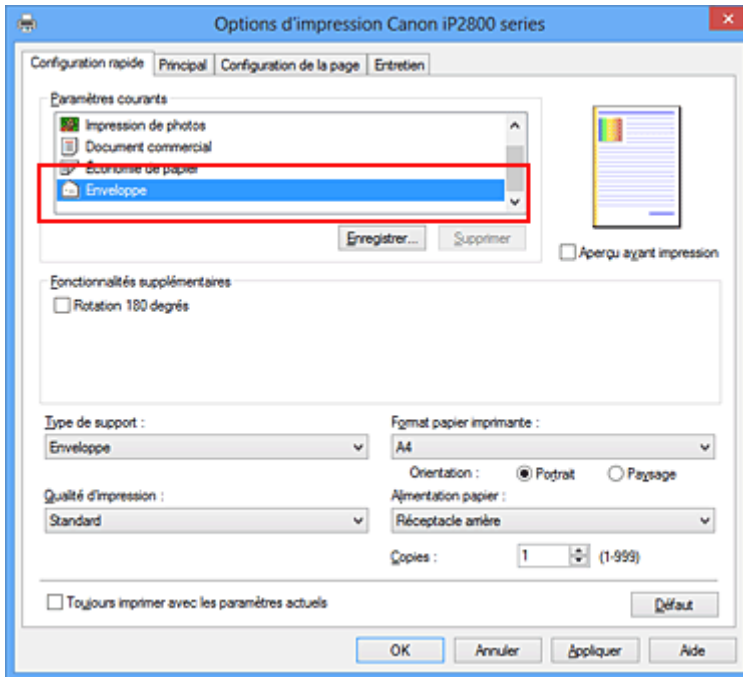 Options d'impression Canon iP2800 series
Configuration rapide Principal Configuration de la page Entretien
Paramètres courants
Impression de photos
Document commercial
Économie de papier
Enveloppe
Enregistrer... Supprimer
Aperçu avant impression
Fonctionnalités supplémentaires
Rotation 180 degrés
Type de support : Format papier imprimante :
Enveloppe A4
Orientation : Portrait Paysage
Qualité d'impression : Alimentation papier :
Standard Réceptacle arrière
Copies : 1 (1-999)
Toujours imprimer avec les paramètres actuels Défaut
OK Annuler Appliquer Aide